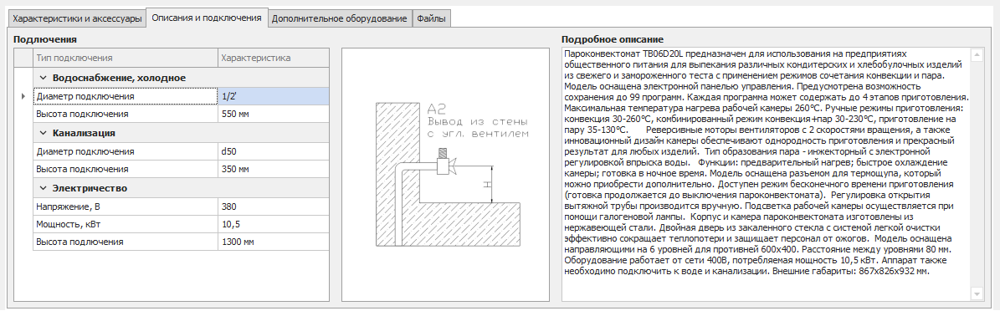 Характеристики и аксессуары Описания и подключения Дополнительное оборудование Файлы
Подлючения
Тип подключения Характеристика
Водоснабжение, холодное
Диаметр подключения 1/2'
Высота подключения 550 мм
Канализация
Диаметр подключения d50
Высота подключения 350 мм
Электричество
Напряжение, В 380
Мощность, кВт 10,5
Высота подлючения 1300 мм
A2
Вывод из стены
с угл. вентилем
H
Подробное описание
Пароконвектомат TB06D20L предназначен для использования на предприятиях
общественного питания для выпекания различных кондитерских и хлебобулочных изделий
из свежего и замороженного теста с применением режимов сочетания конвекции и пара.
Модель оснащена электронной панелью управления. Предусмотрена возможность
сохранения до 99 программ. Каждая программа может содержать до 4 этапов приготовления.
Максимальная температура нагрева рабочей камеры 260°С. Ручные режимы приготовления:
конвекция 30-260°С, комбинированный режим конвекция+пар 30-230°С, приготовление на
пару 35-130°С. Реверсивные моторы вентиляторов с 2 скоростями вращения, а также
инновационный дизайн камеры обеспечивают однородность приготовления и прекрасный
результат для любых изделий. Тип образования пара - инжекторный с электронной
регулировкой впрыска воды. Функции: предварительный нагрев; быстрое охлаждение
камеры; готовка в ночное время. Модель оснащена разъемом для термощупа, который
можно приобрести дополнительно. Доступен режим бесконечного времени приготовления
(готовка продолжается до выключения пароконвектомата). Регулировка открытия
вытяжной трубы производится вручную. Подсветка рабочей камеры осуществляется при
помощи галогеновой лампы. Корпус и камера пароконвектомата изготовлены из
нержавеющей стали. Двойная дверь из закаленного стекла с системой легкой очистки
эффективно сокращает теплопотери и защищает персонал от ожогов. Модель оснащена
направляющими на 6 уровней для противней 600х400. Расстояние между уровнями 80 мм.
Оборудование работает от сети 400В, потребляемая мощность 10,5 кВт. Аппарат также
необходимо подключить к воде и канализации. Внешние габариты: 867х826х932 мм.